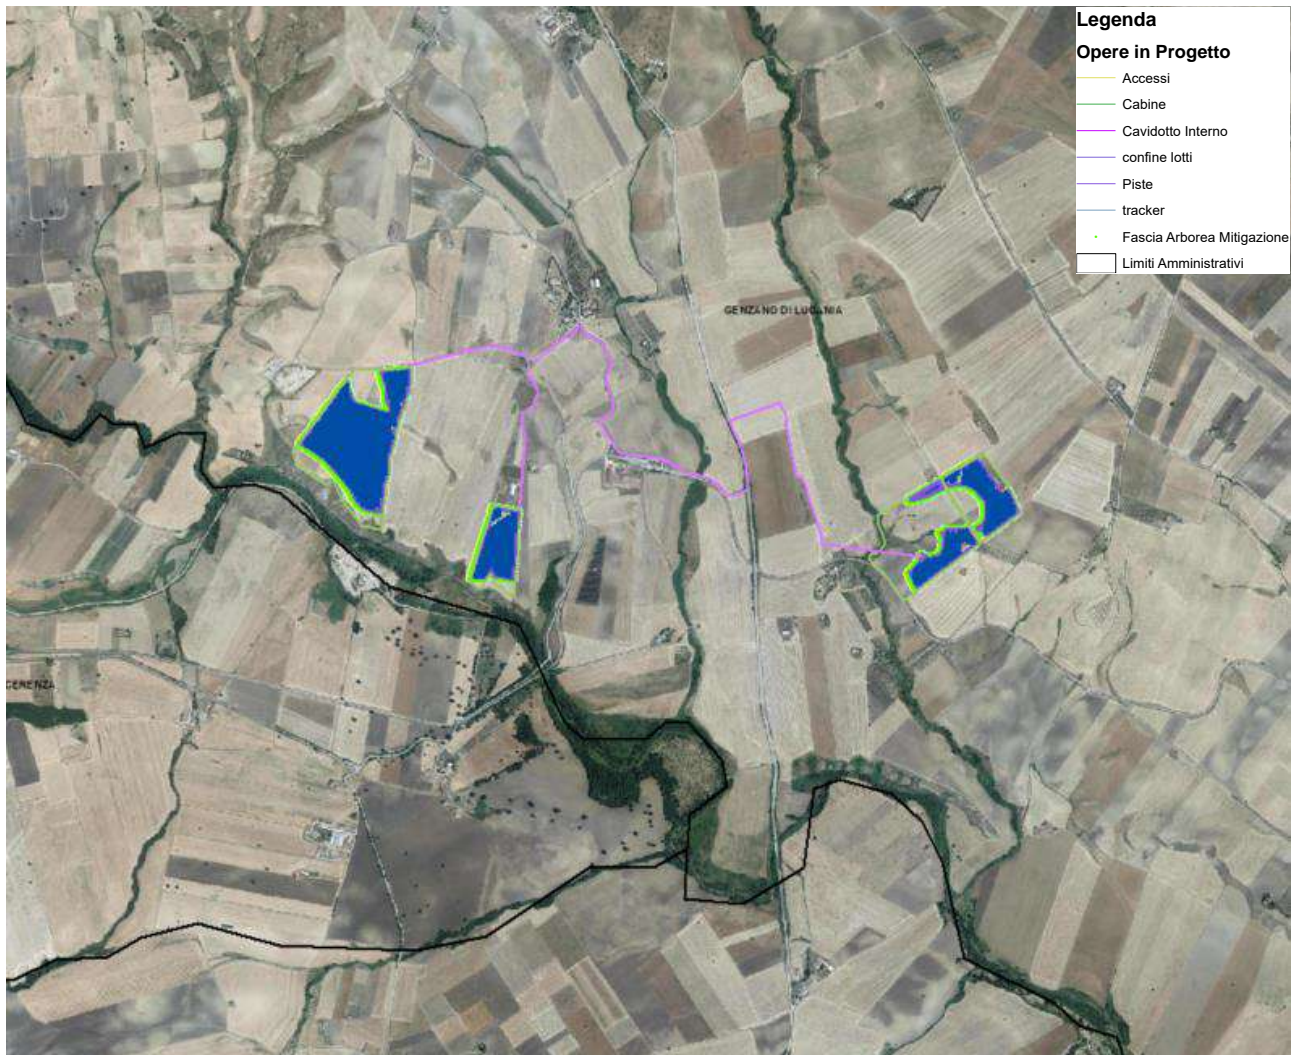 Legenda
Opere in Progetto
Accessi
Cabine
Cavidotto Interno
confine lotti
Piste
tracker
Fascia Arborea Mitigazione
Limiti Amministrativi
GENZANO DI LUCANIA
CERENZA